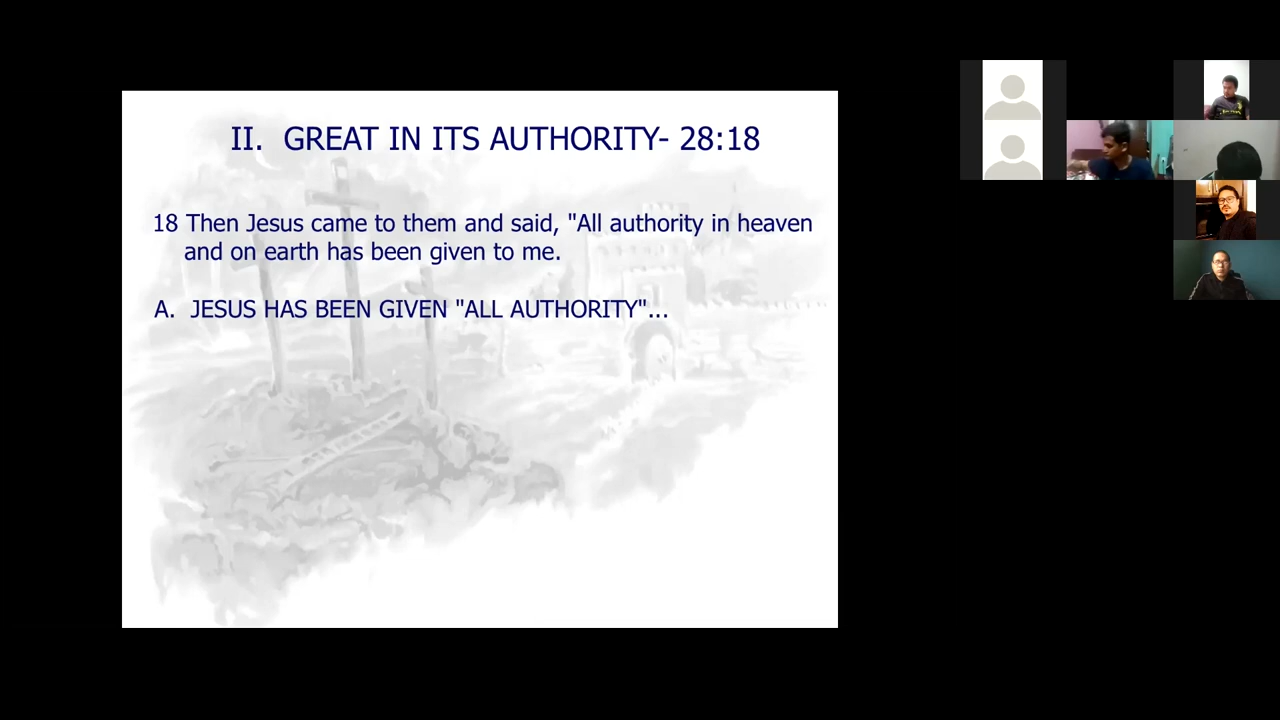 II. GREAT IN ITS AUTHORITY- 28:18
18 Then Jesus came to them and said, "All authority in heaven
and on earth has been given to me.
A. JESUS HAS BEEN GIVEN "ALL AUTHORITY"...